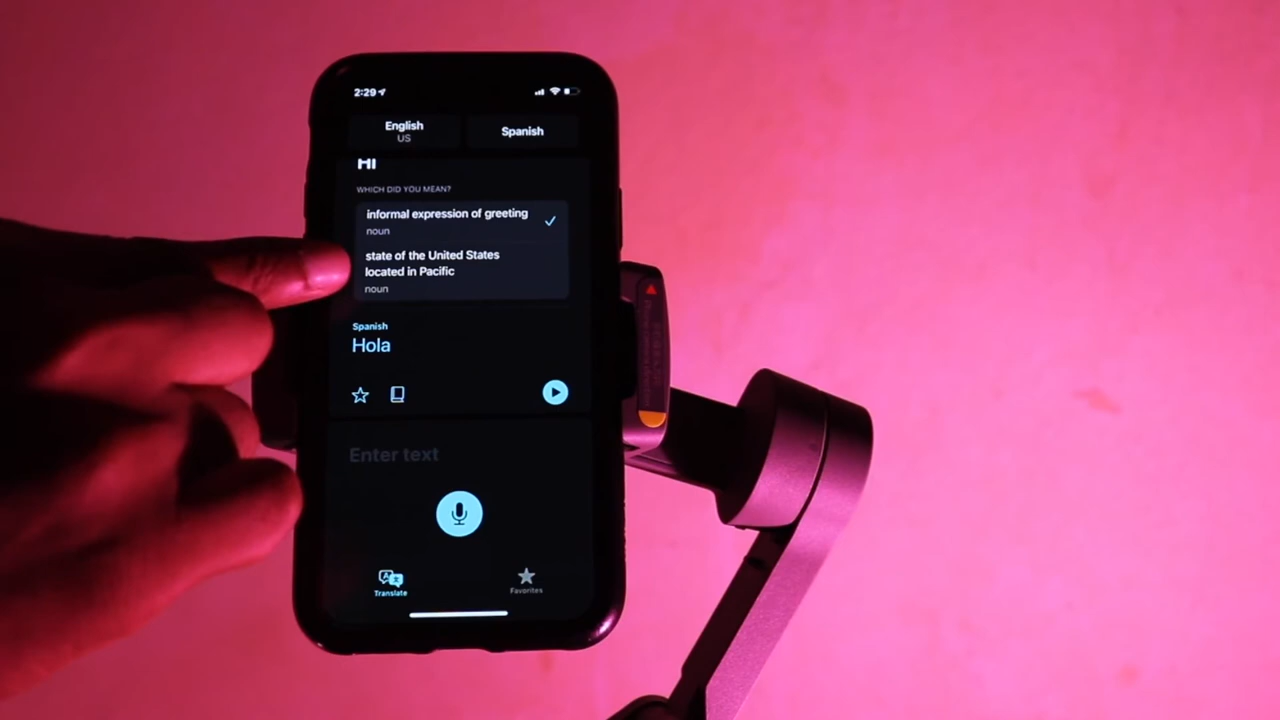 2:29
English
US
Spanish
HI
WHICH DID YOU MEAN?
informal expression of greeting
noun
state of the United States
located in Pacific
noun
Spanish
Hola
Enter text
Translate
Favorites